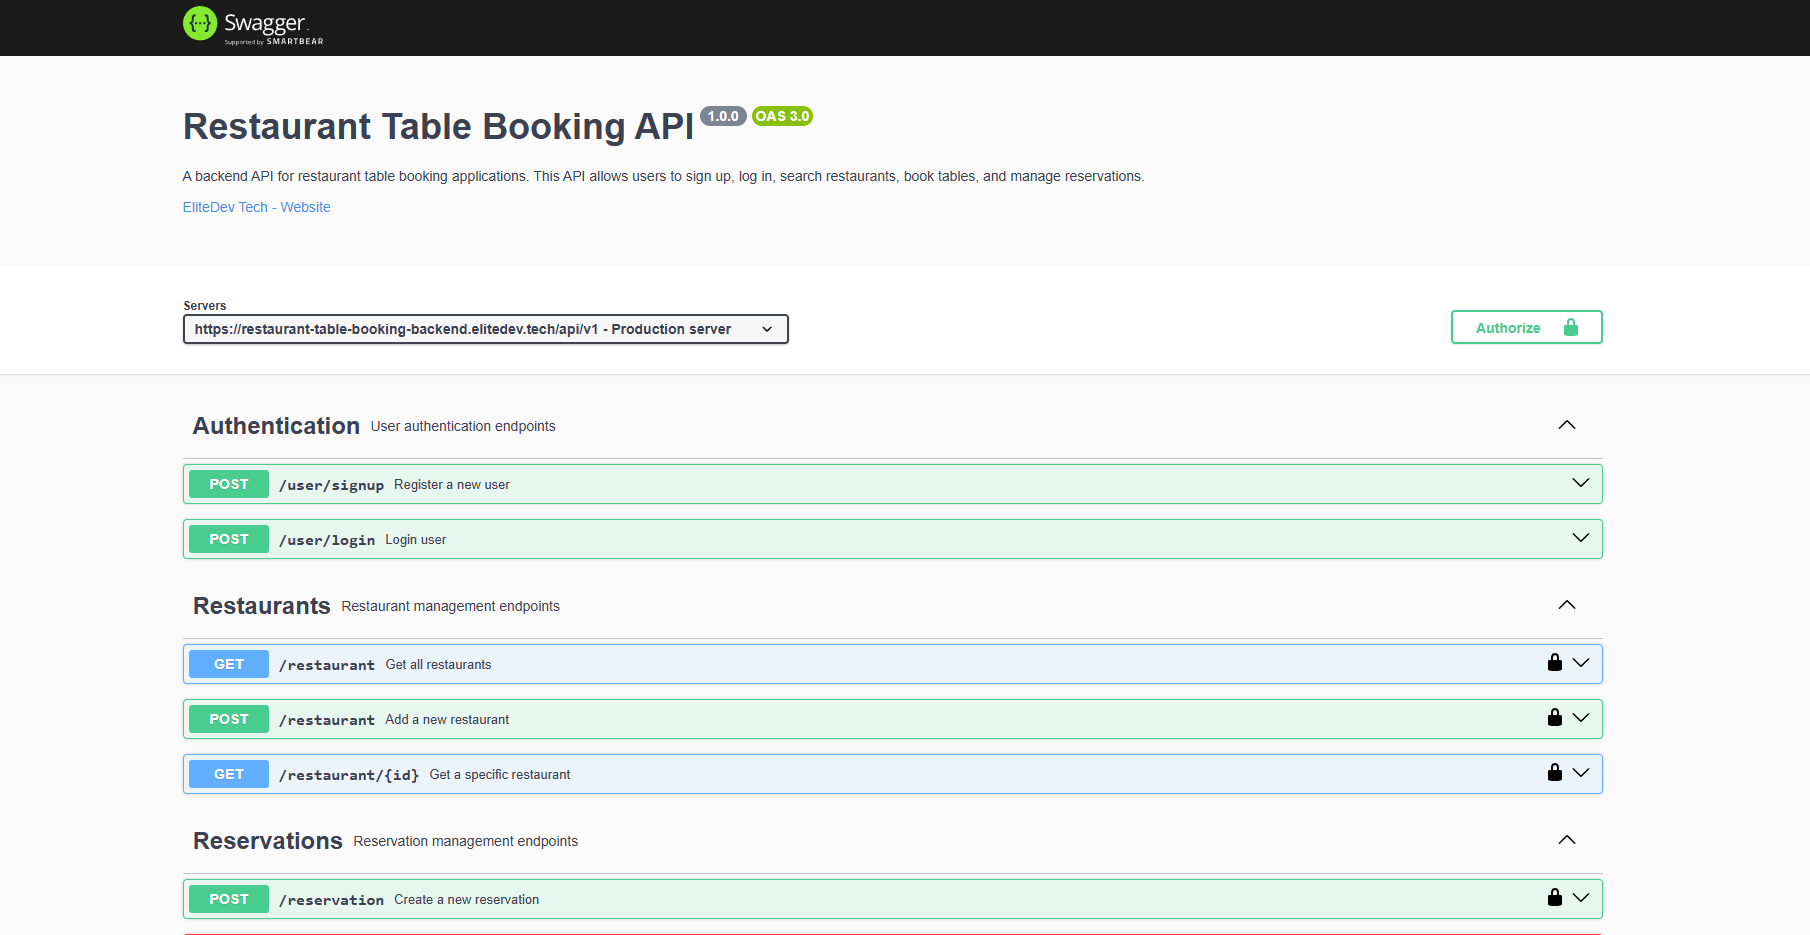 {···} Swagger.
Supported by SMARTBEAR
Restaurant Table Booking API 1.0.0 OAS 3.0
A backend API for restaurant table booking applications. This API allows users to sign up, log in, search restaurants, book tables, and manage reservations.
EliteDev Tech - Website
Servers
https://restaurant-table-booking-backend.elitedev.tech/api/v1 - Production server
Authorize
Authentication User authentication endpoints
POST /user/signup Register a new user
POST /user/login Login user
Restaurants Restaurant management endpoints
GET /restaurant Get all restaurants
POST /restaurant Add a new restaurant
GET /restaurant/{id} Get a specific restaurant
Reservations Reservation management endpoints
POST /reservation Create a new reservation